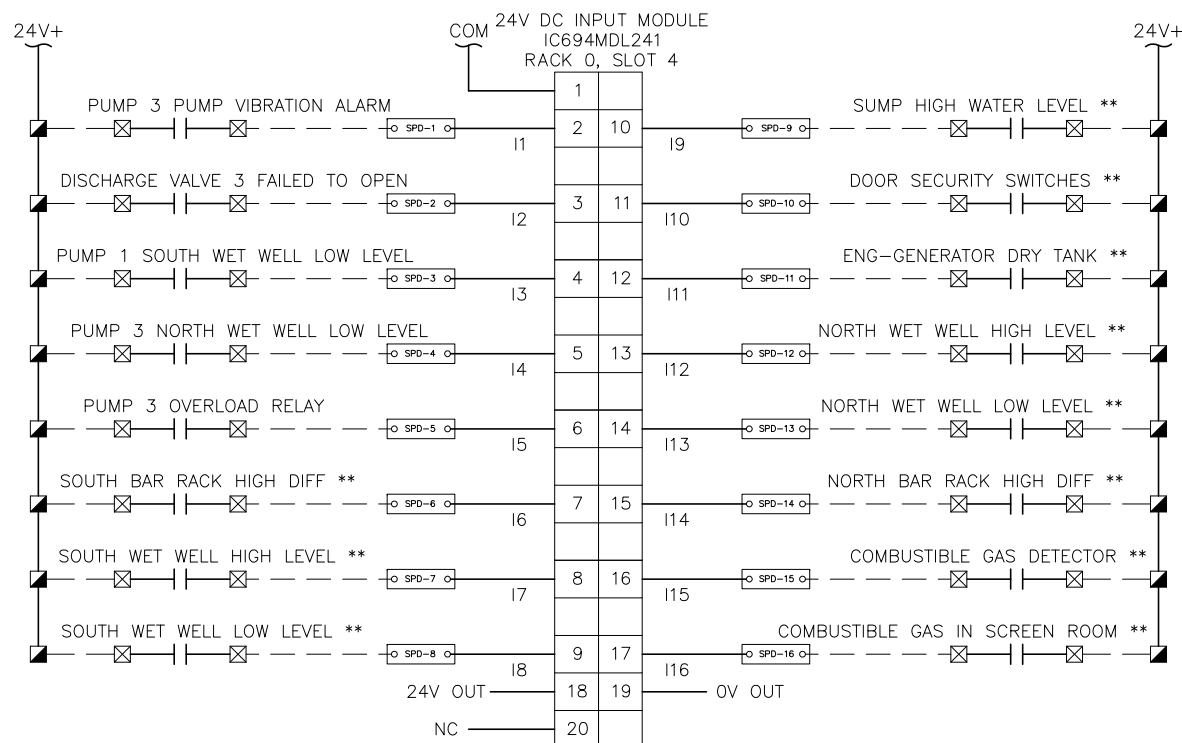 24V+
COM
24V DC INPUT MODULE
IC694MDL241
RACK 0, SLOT 4
24V+
1
PUMP 3 PUMP VIBRATION ALARM
SPD-1
I1
2
10
I9
SPD-9
SUMP HIGH WATER LEVEL **
DISCHARGE VALVE 3 FAILED TO OPEN
SPD-2
I2
3
11
I10
SPD-10
DOOR SECURITY SWITCHES **
PUMP 1 SOUTH WET WELL LOW LEVEL
SPD-3
I3
4
12
I11
SPD-11
ENG-GENERATOR DRY TANK **
PUMP 3 NORTH WET WELL LOW LEVEL
SPD-4
I4
5
13
I12
SPD-12
NORTH WET WELL HIGH LEVEL **
PUMP 3 OVERLOAD RELAY
SPD-5
I5
6
14
I13
SPD-13
NORTH WET WELL LOW LEVEL **
SOUTH BAR RACK HIGH DIFF **
SPD-6
I6
7
15
I14
SPD-14
NORTH BAR RACK HIGH DIFF **
SOUTH WET WELL HIGH LEVEL **
SPD-7
I7
8
16
I15
SPD-15
COMBUSTIBLE GAS DETECTOR **
SOUTH WET WELL LOW LEVEL **
SPD-8
I8
9
17
I16
SPD-16
COMBUSTIBLE GAS IN SCREEN ROOM **
24V OUT
18
19
0V OUT
NC
20